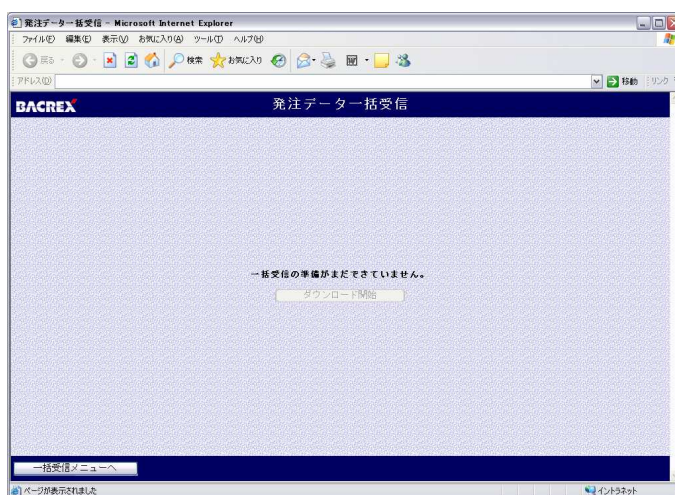 発注データ一括受信 - Microsoft Internet Explorer
ファイル(F) 編集(E) 表示(V) お気に入り(A) ツール(T) ヘルプ(H)
戻る 検索 お気に入り
アドレス(D) 移動 リンク
BACREX 発注データ一括受信
一括受信の準備がまだできていません。
ダウンロード開始
一括受信メニューへ
ページが表示されました イントラネット